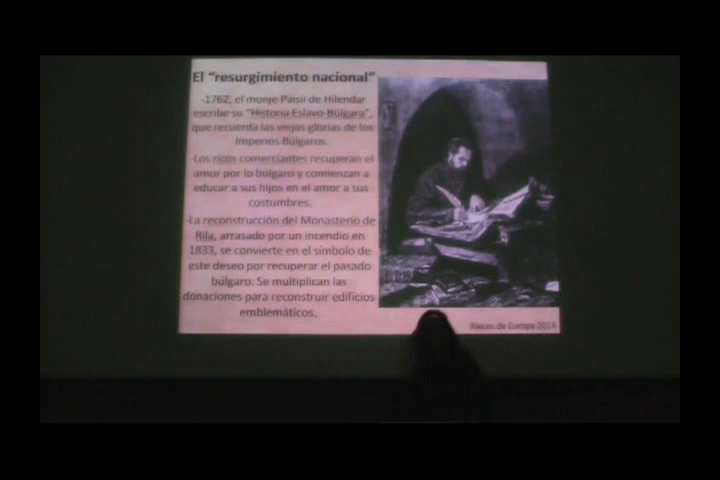 El "resurgimiento nacional"
-1762, el monje Paisii de Hilendar
escribe su "Historia Eslavo-Búlgara",
que recuerda las viejas glorias de los
Imperios Búlgaros.
-Los ricos comerciantes recuperan el
amor por lo búlgaro y comienzan a
educar a sus hijos en el amor a sus
costumbres.
-La reconstrucción del Monasterio de
Rila, arrasado por un incendio en
1833, se convierte en el símbolo de
este deseo por recuperar el pasado
búlgaro. Se multiplican las
donaciones para reconstruir edificios
emblemáticos.
Raíces de Europa 2014